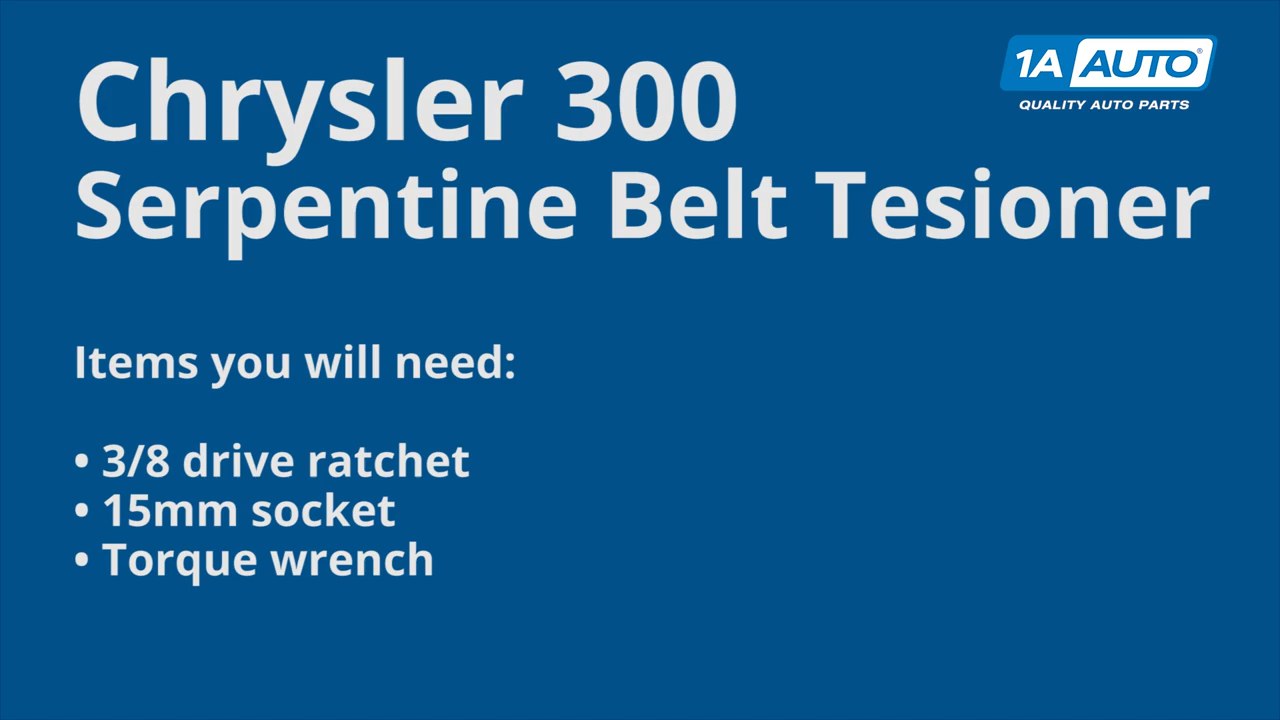 Chrysler 300
1A AUTO®
QUALITY AUTO PARTS
Serpentine Belt Tesioner
Items you will need:
• 3/8 drive ratchet
• 15mm socket
• Torque wrench